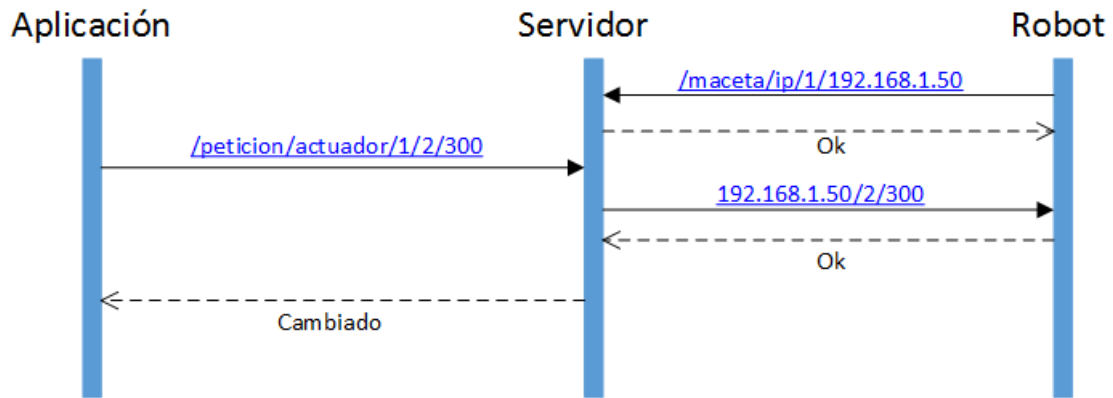 Aplicación Servidor Robot
/maceta/ip/1/192.168.1.50
Ok
/peticion/actuador/1/2/300
192.168.1.50/2/300
Ok
Cambiado